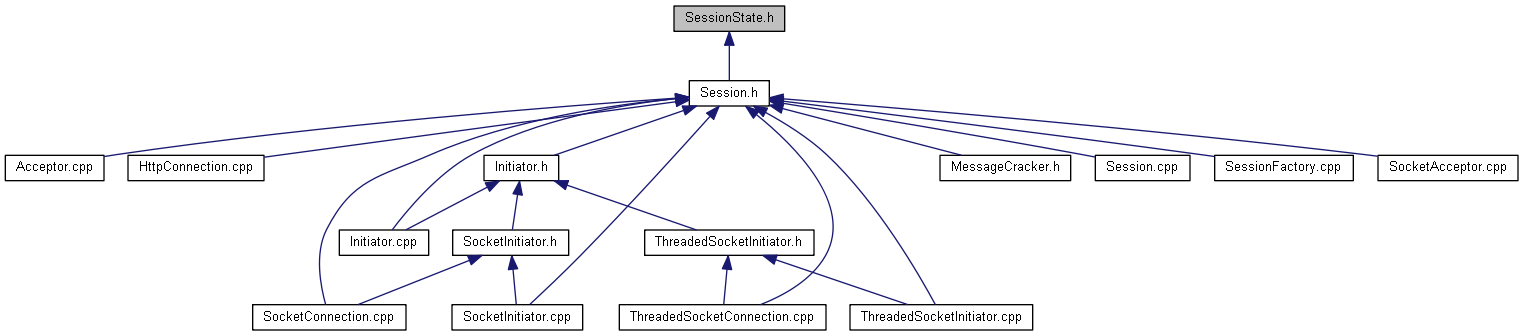 SessionState.h
Session.h
Acceptor.cpp
HttpConnection.cpp
Initiator.h
MessageCracker.h
Session.cpp
SessionFactory.cpp
SocketAcceptor.cpp
Initiator.cpp
SocketInitiator.h
ThreadedSocketInitiator.h
SocketConnection.cpp
SocketInitiator.cpp
ThreadedSocketConnection.cpp
ThreadedSocketInitiator.cpp